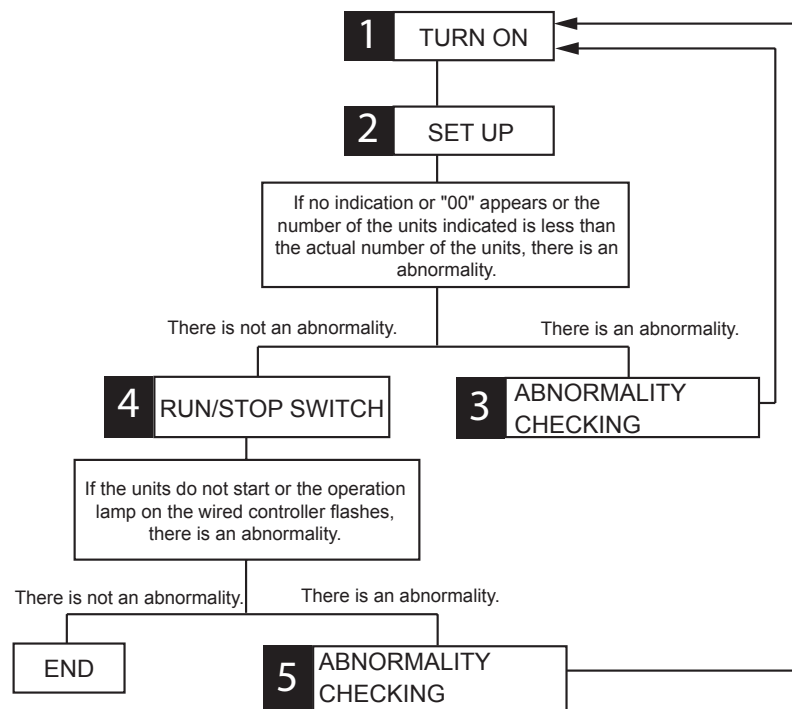 1 TURN ON
2 SET UP
If no indication or "00" appears or the
number of the units indicated is less than
the actual number of the units, there is an
abnormality.
There is not an abnormality.
There is an abnormality.
4 RUN/STOP SWITCH
3 ABNORMALITY
CHECKING
If the units do not start or the operation
lamp on the wired controller flashes,
there is an abnormality.
There is not an abnormality.
There is an abnormality.
END
5 ABNORMALITY
CHECKING